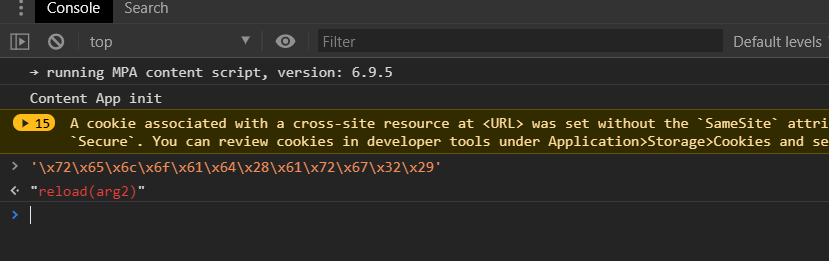 Console Search
top Filter Default levels
→ running MPA content script, version: 6.9.5
Content App init
15 A cookie associated with a cross-site resource at <URL> was set without the `SameSite` attri
`Secure`. You can review cookies in developer tools under Application>Storage>Cookies and se
> '\x72\x65\x6c\x6f\x61\x64\x28\x61\x72\x67\x32\x29'
"reload(arg2)"
>